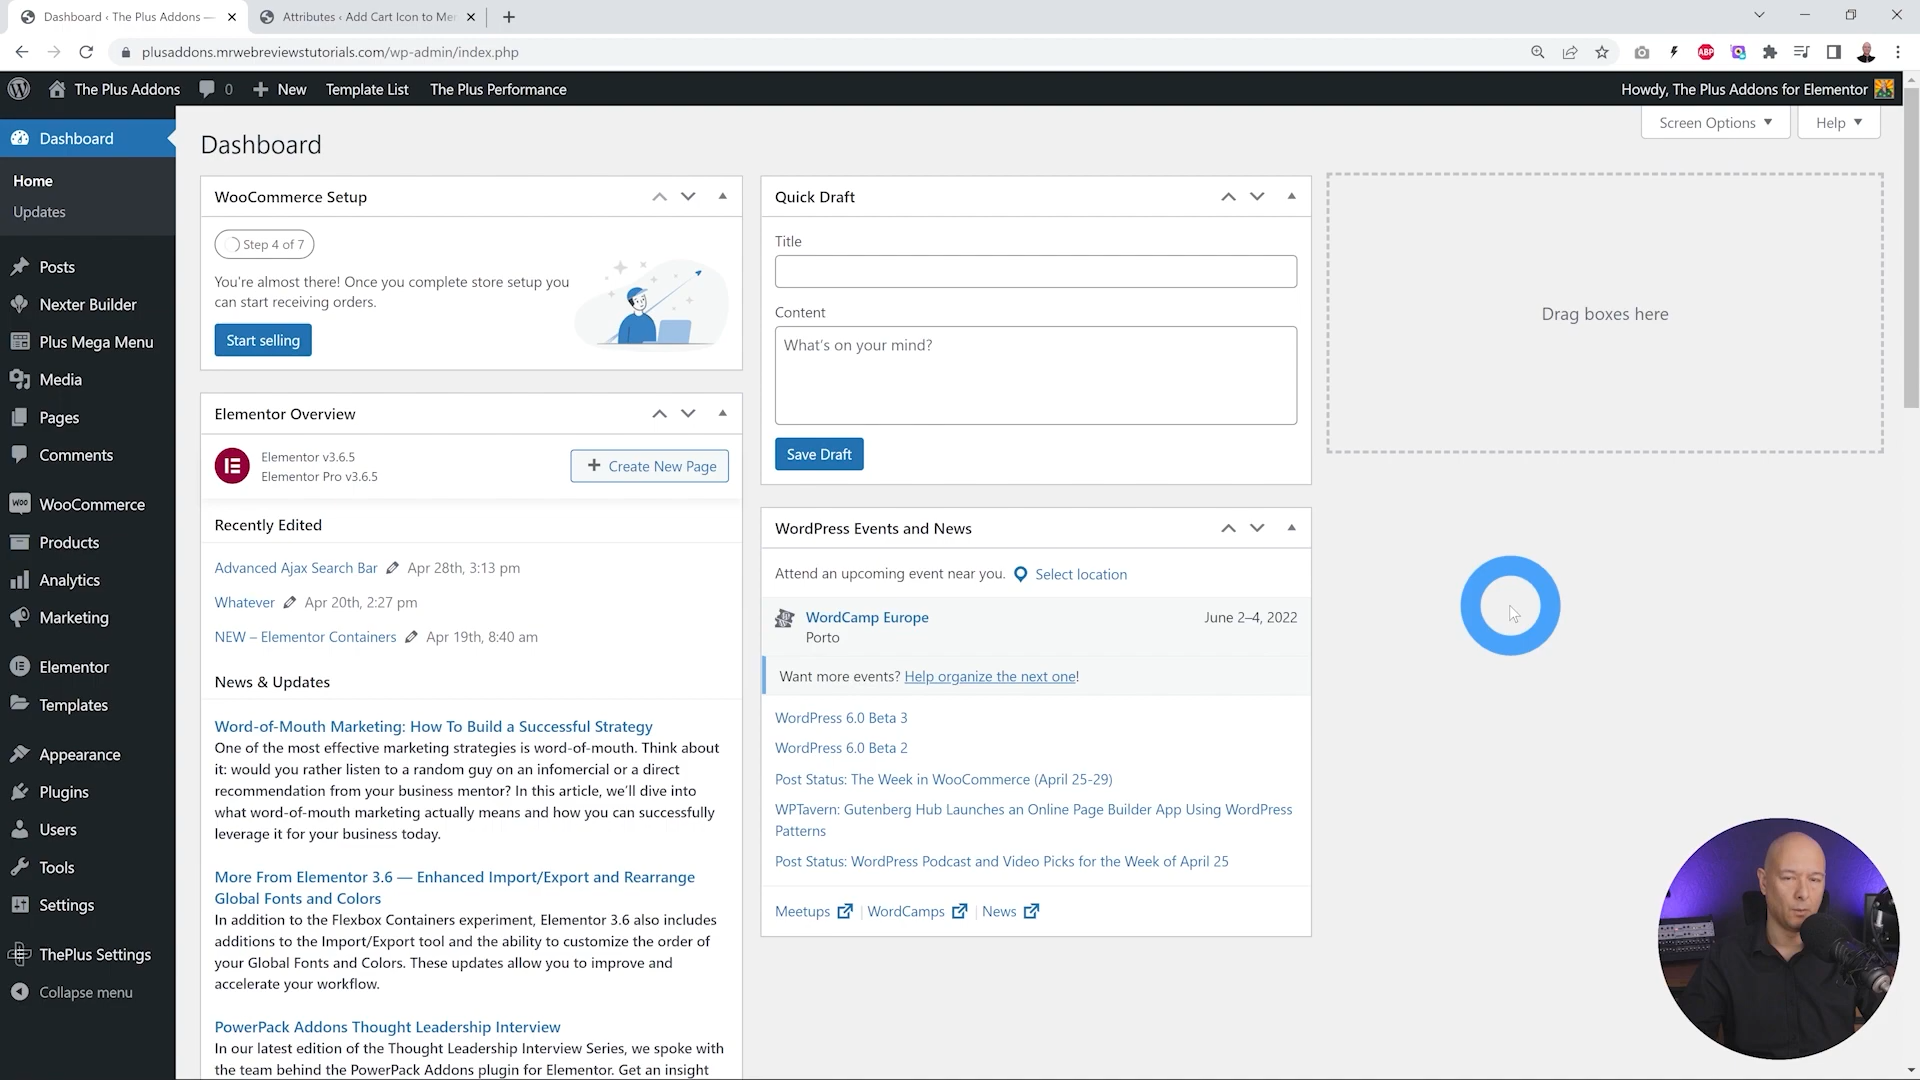 Dashboard ‹ The Plus Addons —
Attributes ‹ Add Cart Icon to Me
plusaddons.mrwebreviewstutorials.com/wp-admin/index.php
ABP
The Plus Addons
0
New
Template List
The Plus Performance
Howdy, The Plus Addons for Elementor
Screen Options
Help
Dashboard
Home
Updates
Posts
Nexter Builder
Plus Mega Menu
Media
Pages
Comments
WooCommerce
Products
Analytics
Marketing
Elementor
Templates
Appearance
Plugins
Users
Tools
Settings
ThePlus Settings
Collapse menu
Dashboard
WooCommerce Setup
Step 4 of 7
You're almost there! Once you complete store setup you
can start receiving orders.
Start selling
Elementor Overview
Elementor v3.6.5
Elementor Pro v3.6.5
Create New Page
Recently Edited
Advanced Ajax Search Bar Apr 28th, 3:13 pm
Whatever Apr 20th, 2:27 pm
NEW – Elementor Containers Apr 19th, 8:40 am
News & Updates
Word-of-Mouth Marketing: How To Build a Successful Strategy
One of the most effective marketing strategies is word-of-mouth. Think about
it: would you rather listen to a random guy on an infomercial or a direct
recommendation from your business mentor? In this article, we'll dive into
what word-of-mouth marketing actually means and how you can successfully
leverage it for your business today.
More From Elementor 3.6 — Enhanced Import/Export and Rearrange
Global Fonts and Colors
In addition to the Flexbox Containers experiment, Elementor 3.6 also includes
additions to the Import/Export tool and the ability to customize the order of
your Global Fonts and Colors. These updates allow you to improve and
accelerate your workflow.
PowerPack Addons Thought Leadership Interview
In our latest edition of the Thought Leadership Interview Series, we spoke with
the team behind the PowerPack Addons plugin for Elementor. Get an insight
Quick Draft
Title
Content
What's on your mind?
Save Draft
WordPress Events and News
Attend an upcoming event near you. Select location
WordCamp Europe
June 2–4, 2022
Porto
Want more events? Help organize the next one!
WordPress 6.0 Beta 3
WordPress 6.0 Beta 2
Post Status: The Week in WooCommerce (April 25-29)
WPTavern: Gutenberg Hub Launches an Online Page Builder App Using WordPress
Patterns
Post Status: WordPress Podcast and Video Picks for the Week of April 25
Meetups | WordCamps | News
Drag boxes here